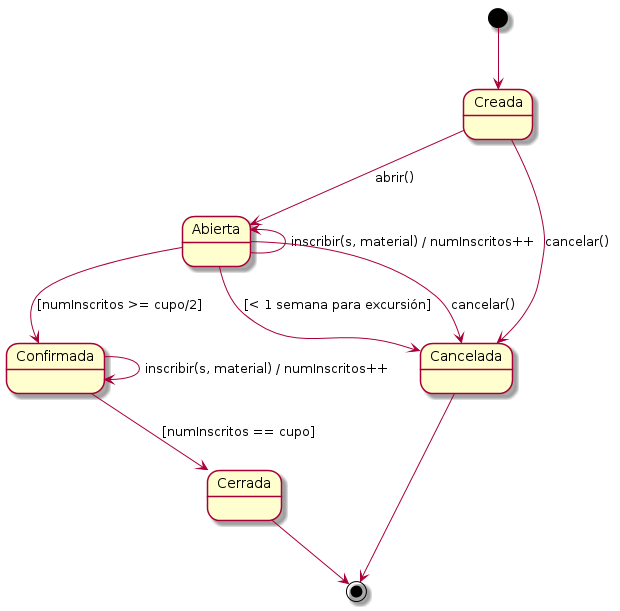 Creada
abrir()
Abierta
inscribir(s, material) / numInscritos++
cancelar()
[numInscritos >= cupo/2]
[< 1 semana para excursión]
cancelar()
Confirmada
Cancelada
inscribir(s, material) / numInscritos++
[numInscritos == cupo]
Cerrada